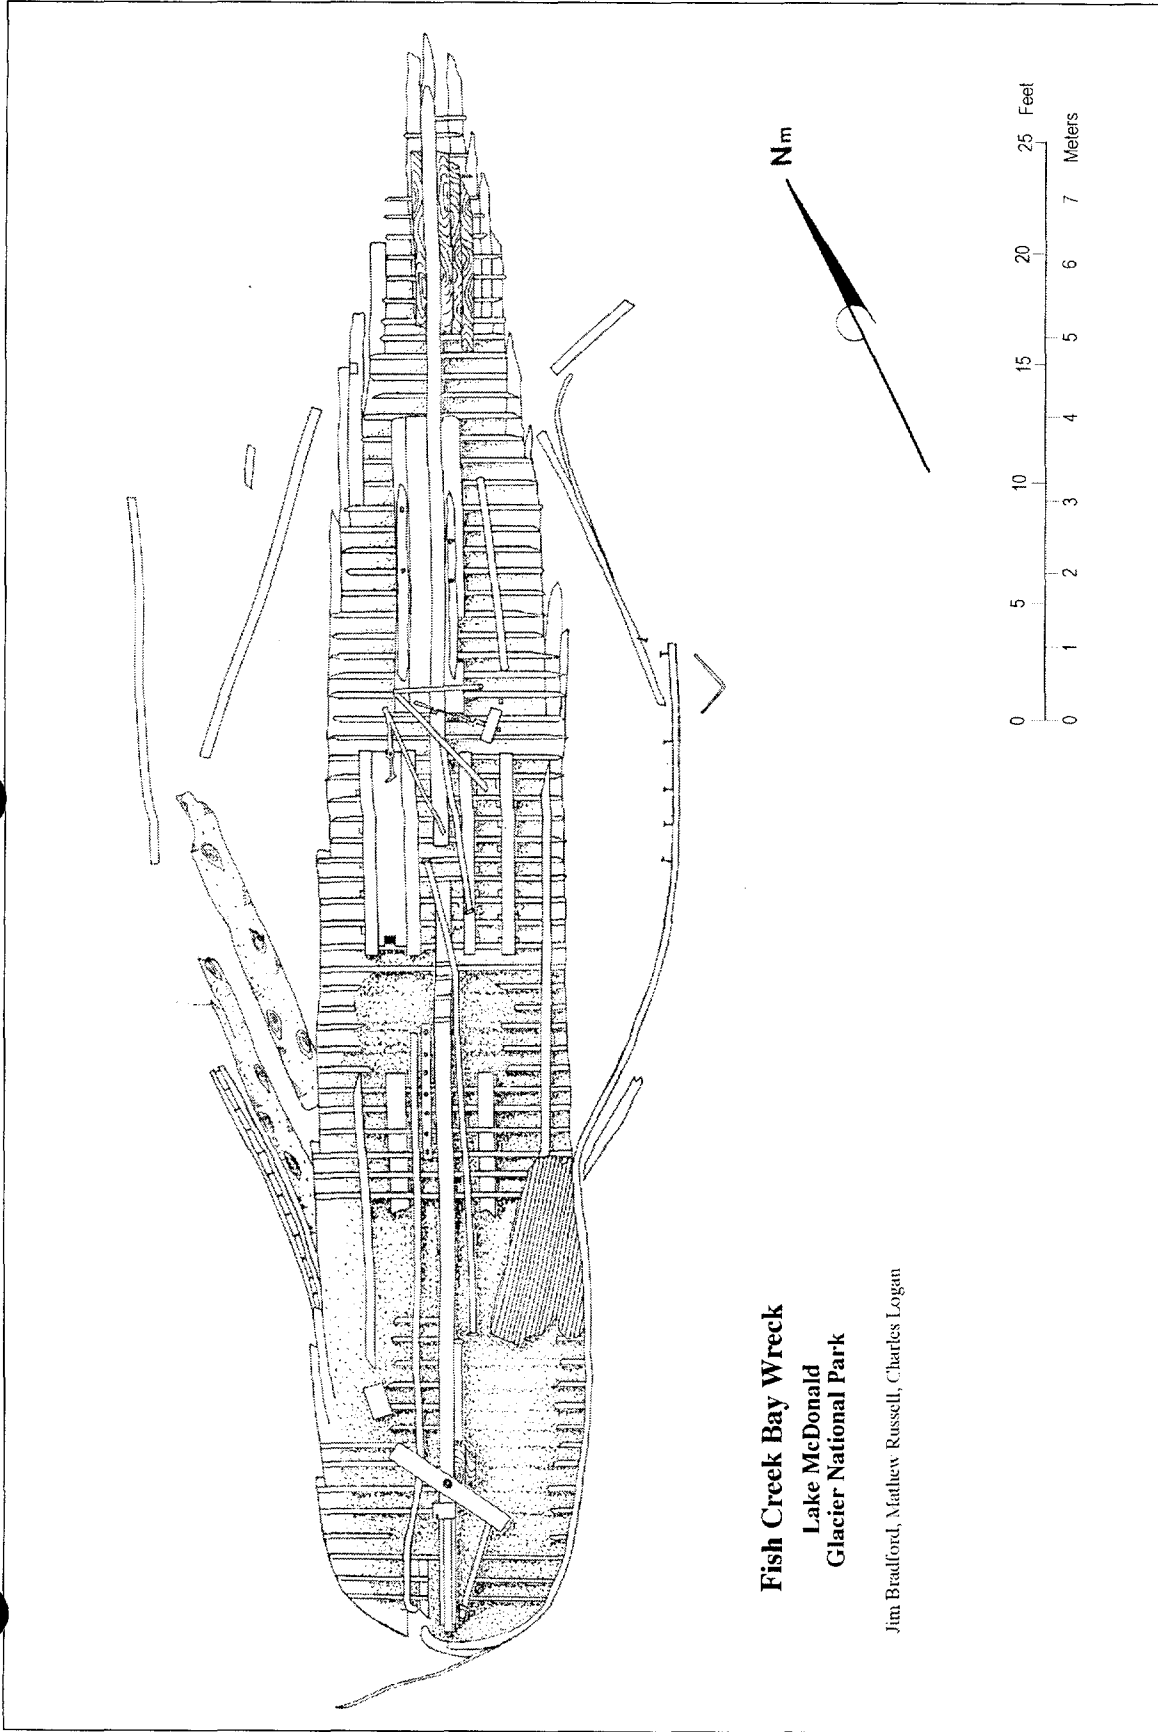 Fish Creek Bay Wreck
Lake McDonald
Glacier National Park
Jim Bradford, Mathew Russell, Charles Logan
Nm
0 5 10 15 20 25 Feet
0 1 2 3 4 5 6 7 Meters